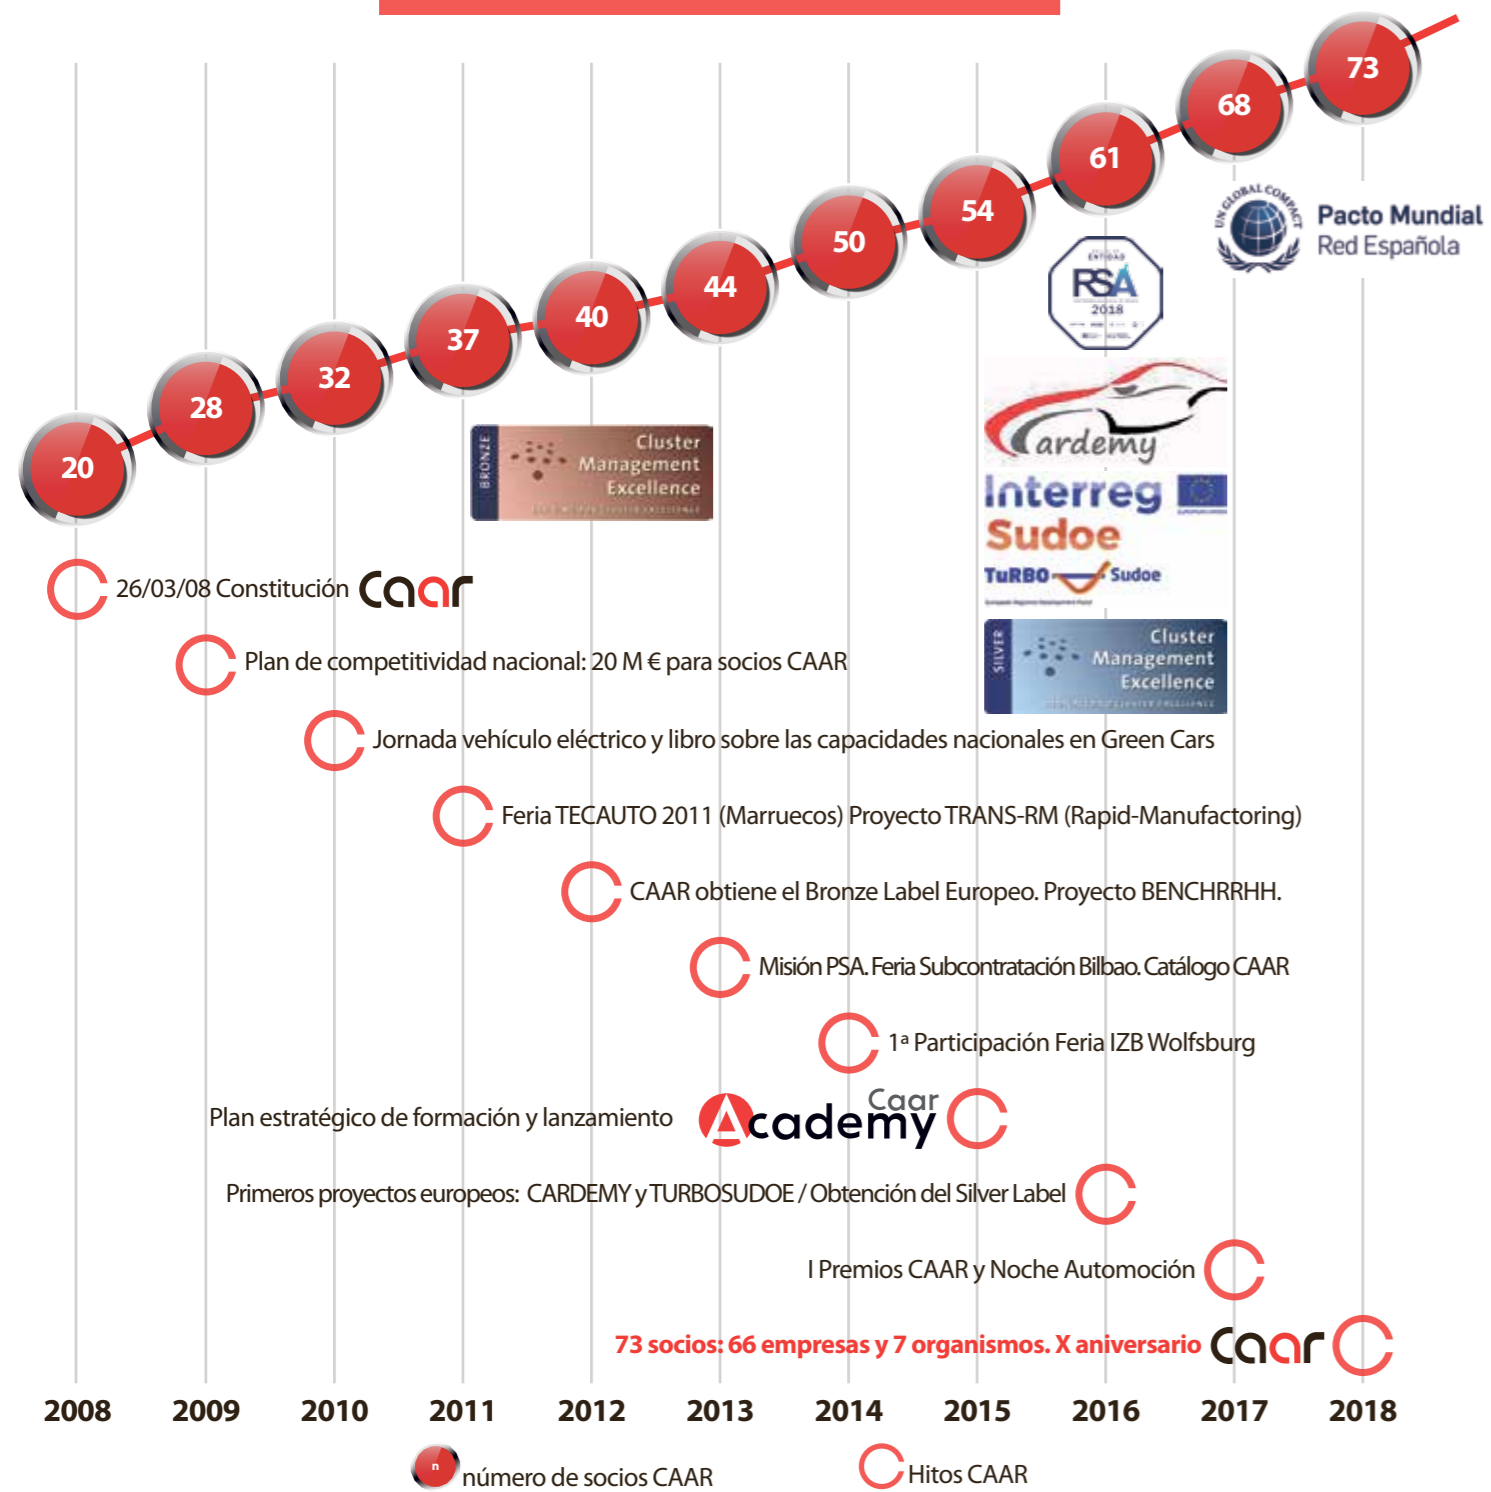 73
68
61
54
50
44
40
37
32
28
20
UN GLOBAL COMPACT
Pacto Mundial
Red Española
ENTIDAD
RSA
2018
BRONZE
Cluster
Management
Excellence
Cardemy
Interreg
Sudoe
TuRBO Sudoe
SILVER
Cluster
Management
Excellence
26/03/08 Constitución caar
Plan de competitividad nacional: 20 M € para socios CAAR
Jornada vehículo eléctrico y libro sobre las capacidades nacionales en Green Cars
Feria TECAUTO 2011 (Marruecos) Proyecto TRANS-RM (Rapid-Manufactoring)
CAAR obtiene el Bronze Label Europeo. Proyecto BENCHRRHH.
Misión PSA. Feria Subcontratación Bilbao. Catálogo CAAR
1ª Participación Feria IZB Wolfsburg
Plan estratégico de formación y lanzamiento Caar Academy
Primeros proyectos europeos: CARDEMY y TURBOSUDOE / Obtención del Silver Label
I Premios CAAR y Noche Automoción
73 socios: 66 empresas y 7 organismos. X aniversario caar
2008 2009 2010 2011 2012 2013 2014 2015 2016 2017 2018
n número de socios CAAR Hitos CAAR